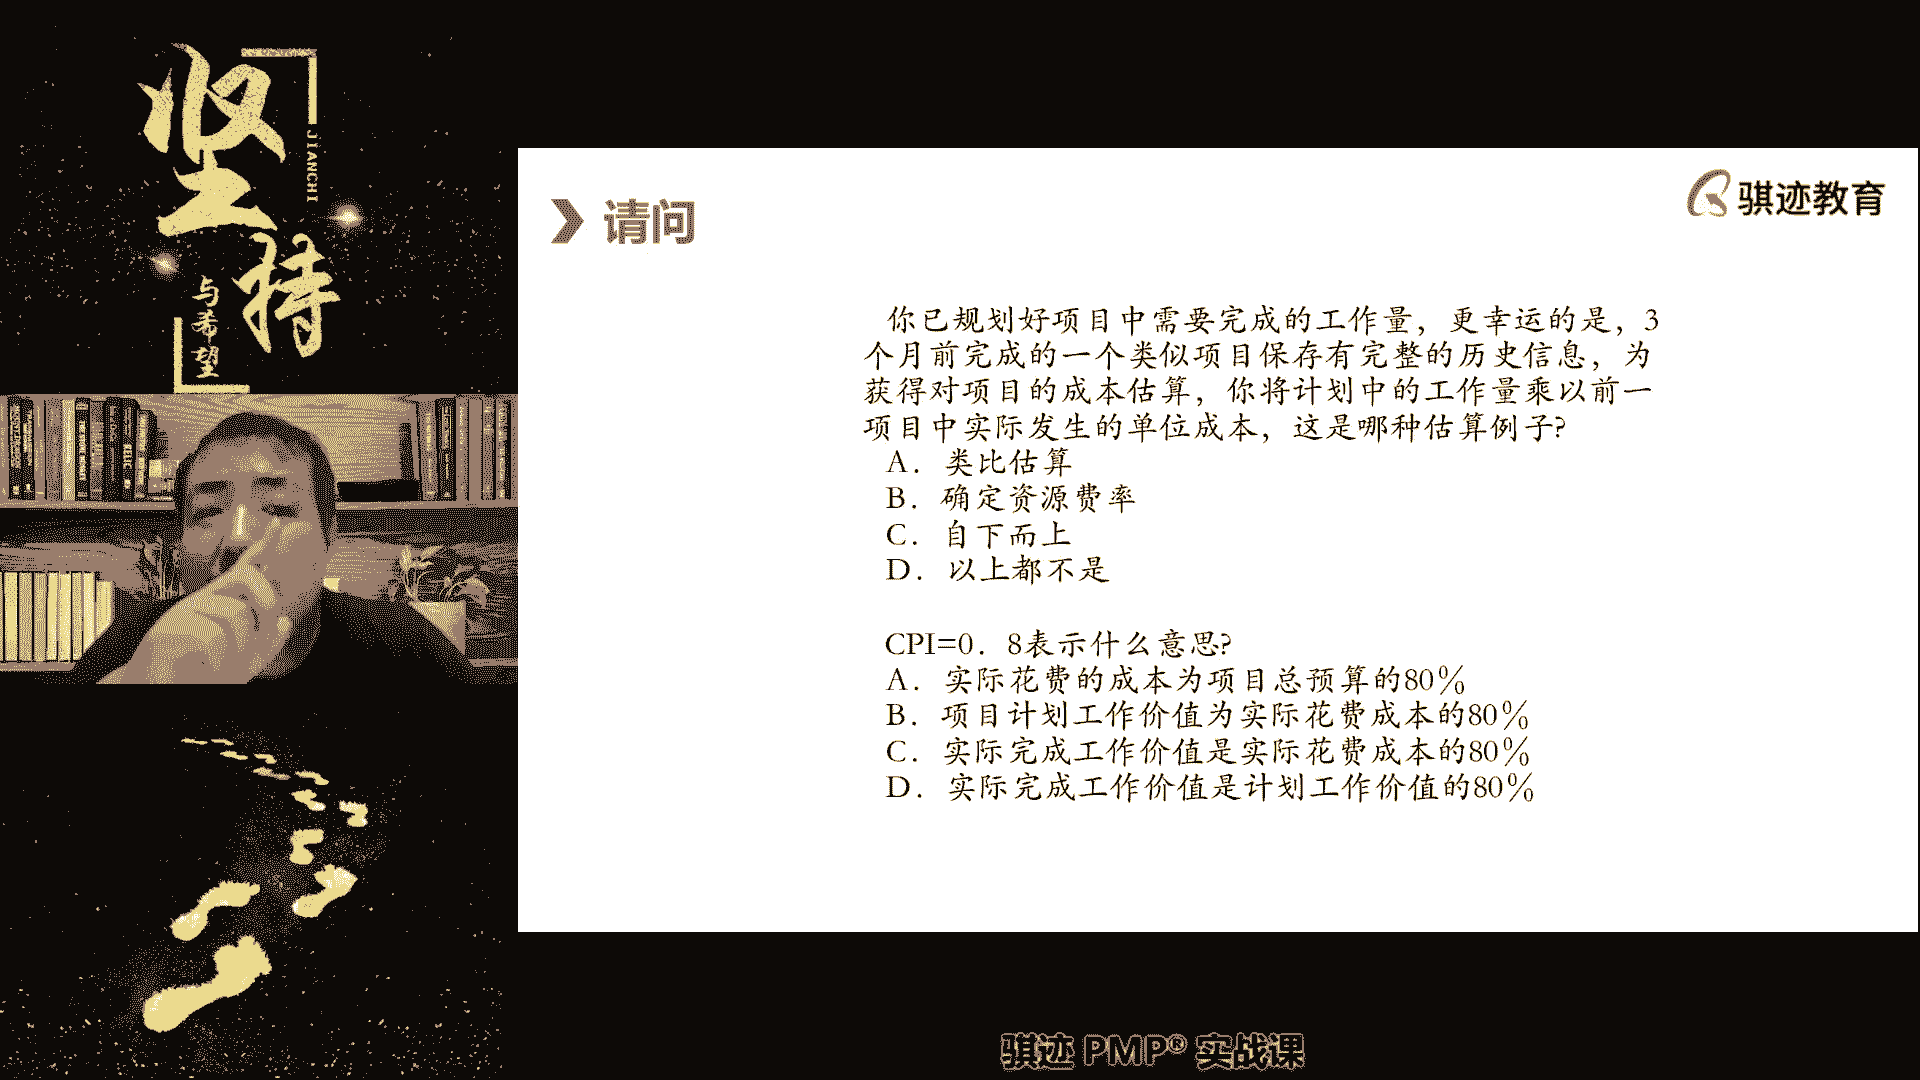 坚持
JIANCHI
与希望
请问
骐迹教育
你已规划好项目中需要完成的工作量，更幸运的是，3
个月前完成的一个类似项目保存有完整的历史信息，为
获得对项目的成本估算，你将计划中的工作量乘以前一
项目中实际发生的单位成本，这是哪种估算例子?
A．类比估算
B．确定资源费率
C．自下而上
D．以上都不是
CPI=0．8表示什么意思?
A．实际花费的成本为项目总预算的80%
B．项目计划工作价值为实际花费成本的80%
C．实际完成工作价值是实际花费成本的80%
D．实际完成工作价值是计划工作价值的80%
骐迹 PMP® 实战课